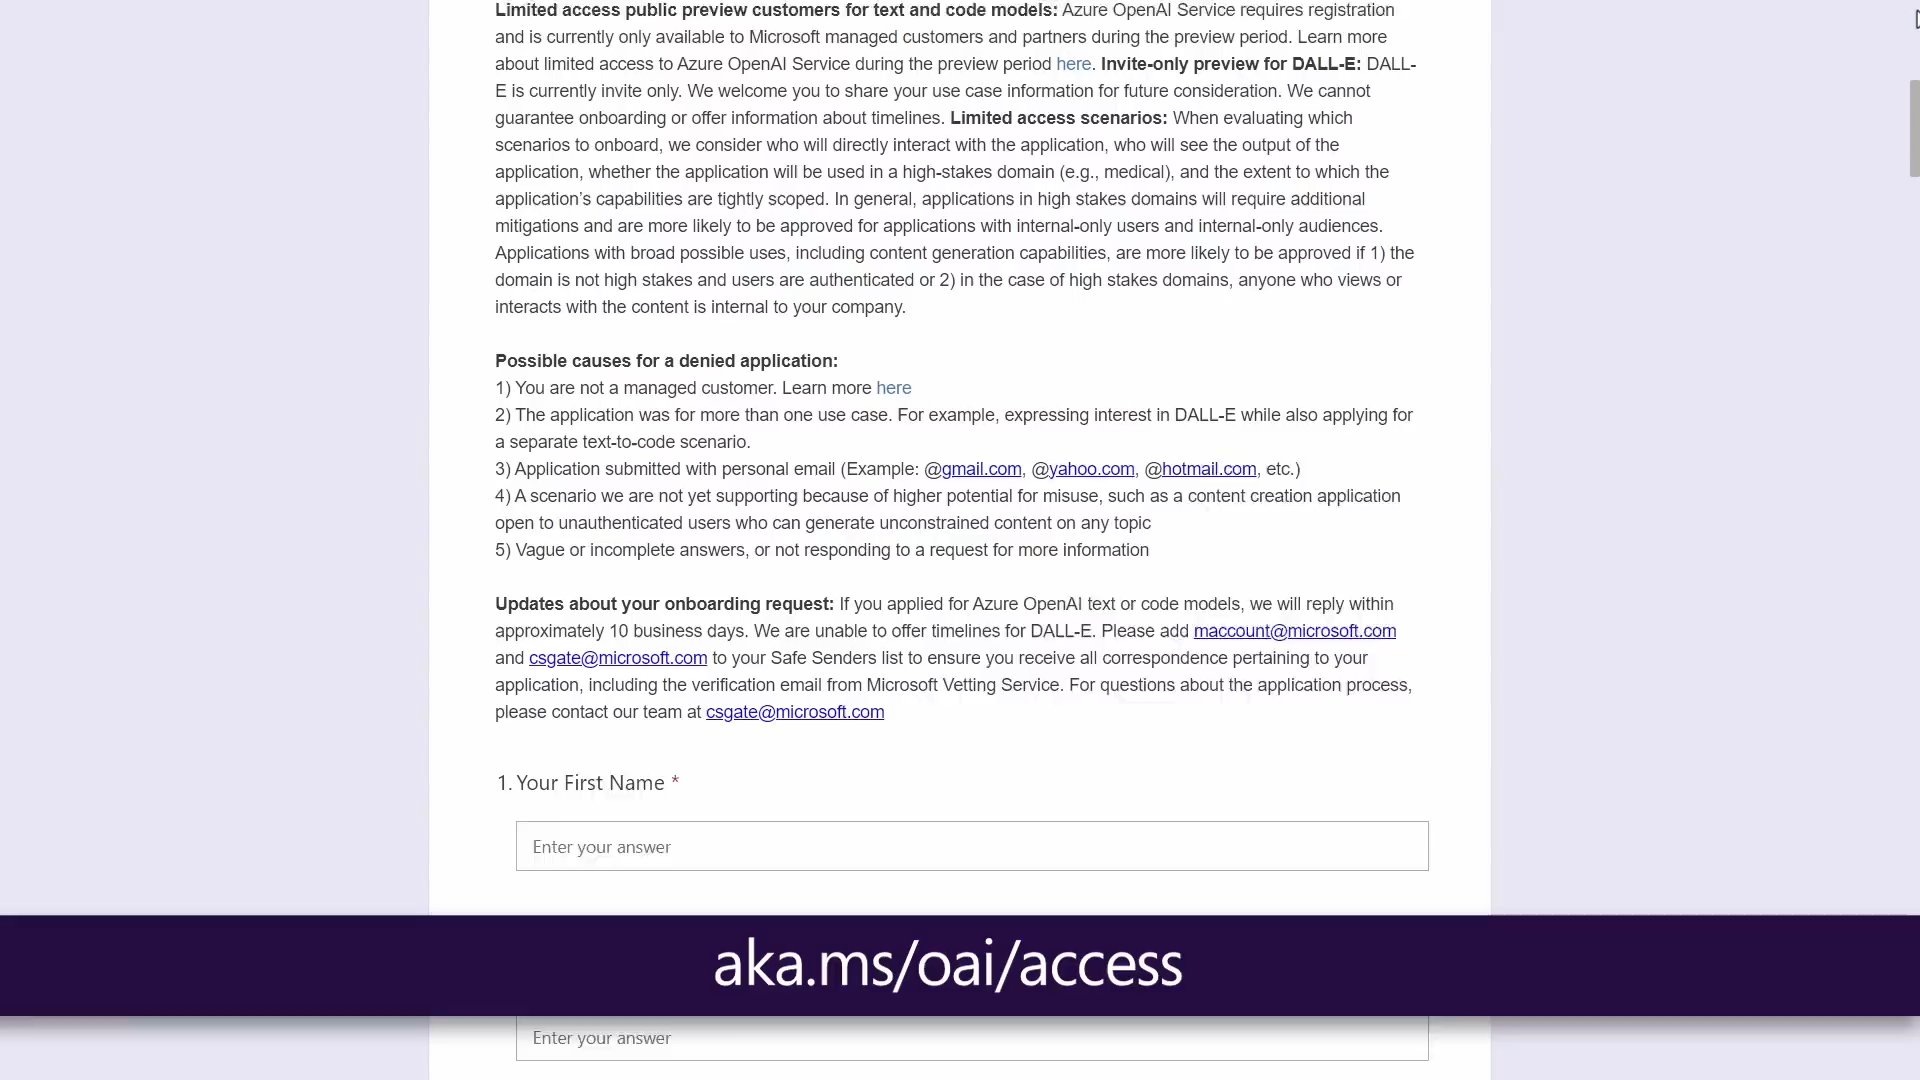 Limited access public preview customers for text and code models: Azure OpenAI Service requires registration
and is currently only available to Microsoft managed customers and partners during the preview period. Learn more
about limited access to Azure OpenAI Service during the preview period here. Invite-only preview for DALL-E: DALL-
E is currently invite only. We welcome you to share your use case information for future consideration. We cannot
guarantee onboarding or offer information about timelines. Limited access scenarios: When evaluating which
scenarios to onboard, we consider who will directly interact with the application, who will see the output of the
application, whether the application will be used in a high-stakes domain (e.g., medical), and the extent to which the
application’s capabilities are tightly scoped. In general, applications in high stakes domains will require additional
mitigations and are more likely to be approved for applications with internal-only users and internal-only audiences.
Applications with broad possible uses, including content generation capabilities, are more likely to be approved if 1) the
domain is not high stakes and users are authenticated or 2) in the case of high stakes domains, anyone who views or
interacts with the content is internal to your company.
Possible causes for a denied application:
1) You are not a managed customer. Learn more here
2) The application was for more than one use case. For example, expressing interest in DALL-E while also applying for
a separate text-to-code scenario.
3) Application submitted with personal email (Example: @gmail.com, @yahoo.com, @hotmail.com, etc.)
4) A scenario we are not yet supporting because of higher potential for misuse, such as a content creation application
open to unauthenticated users who can generate unconstrained content on any topic
5) Vague or incomplete answers, or not responding to a request for more information
Updates about your onboarding request: If you applied for Azure OpenAI text or code models, we will reply within
approximately 10 business days. We are unable to offer timelines for DALL-E. Please add maccount@microsoft.com
and csgate@microsoft.com to your Safe Senders list to ensure you receive all correspondence pertaining to your
application, including the verification email from Microsoft Vetting Service. For questions about the application process,
please contact our team at csgate@microsoft.com
1. Your First Name *
Enter your answer
aka.ms/oai/access
Enter your answer